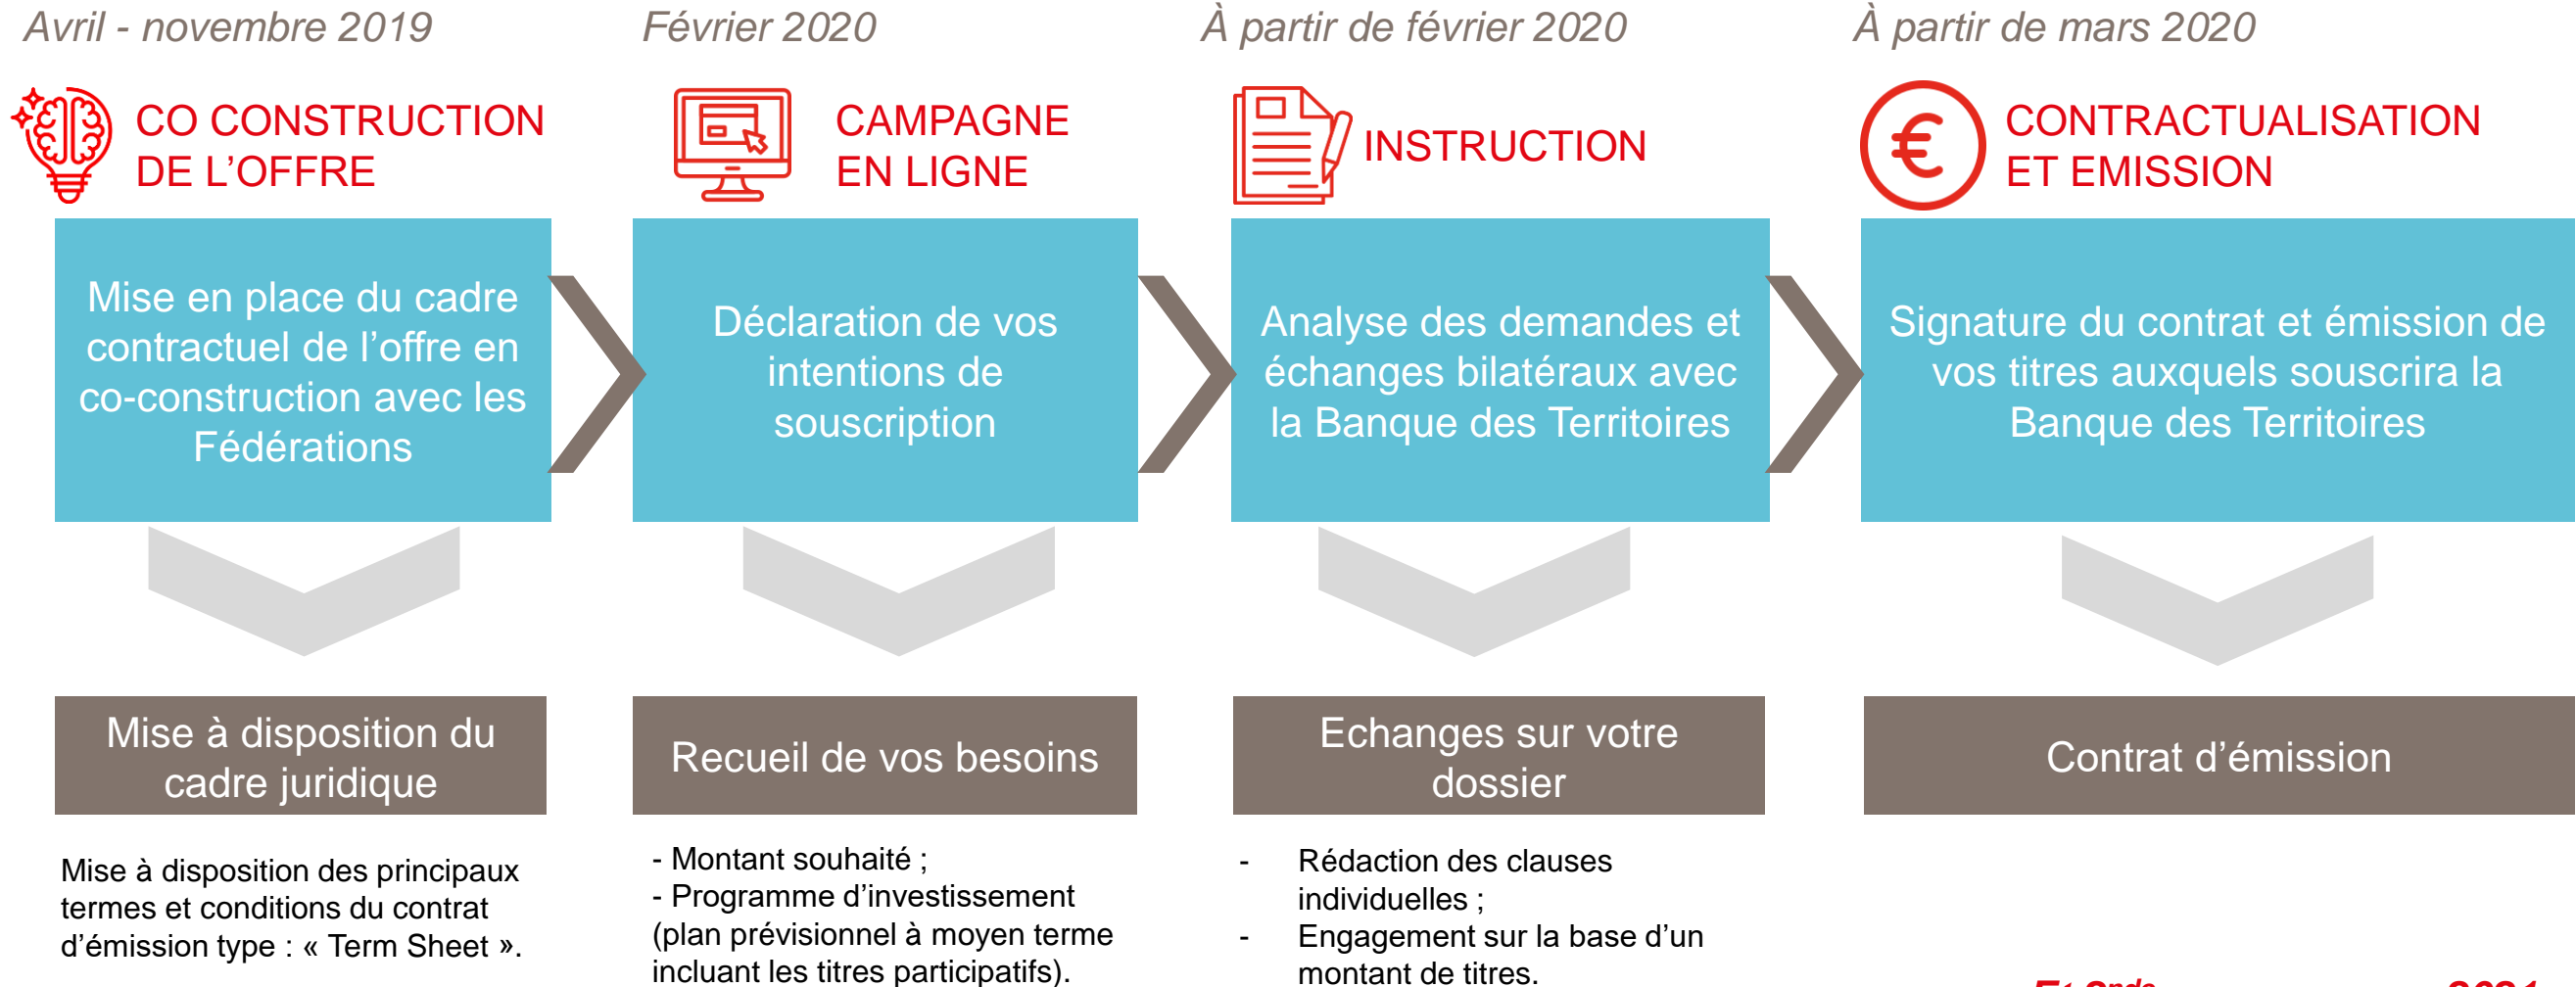 Avril - novembre 2019
CO CONSTRUCTION
DE L’OFFRE
Mise en place du cadre
contractuel de l’offre en
co-construction avec les
Fédérations
Mise à disposition du
cadre juridique
Mise à disposition des principaux
termes et conditions du contrat
d’émission type : « Term Sheet ».
Février 2020
CAMPAGNE
EN LIGNE
Déclaration de vos
intentions de
souscription
Recueil de vos besoins
- Montant souhaité ;
- Programme d’investissement
(plan prévisionnel à moyen terme
incluant les titres participatifs).
À partir de février 2020
INSTRUCTION
Analyse des demandes et
échanges bilatéraux avec
la Banque des Territoires
Echanges sur votre
dossier
- Rédaction des clauses
individuelles ;
- Engagement sur la base d’un
montant de titres.
À partir de mars 2020
€
CONTRACTUALISATION
ET EMISSION
Signature du contrat et émission de
vos titres auxquels souscrira la
Banque des Territoires
Contrat d’émission
Et 2nde 2021